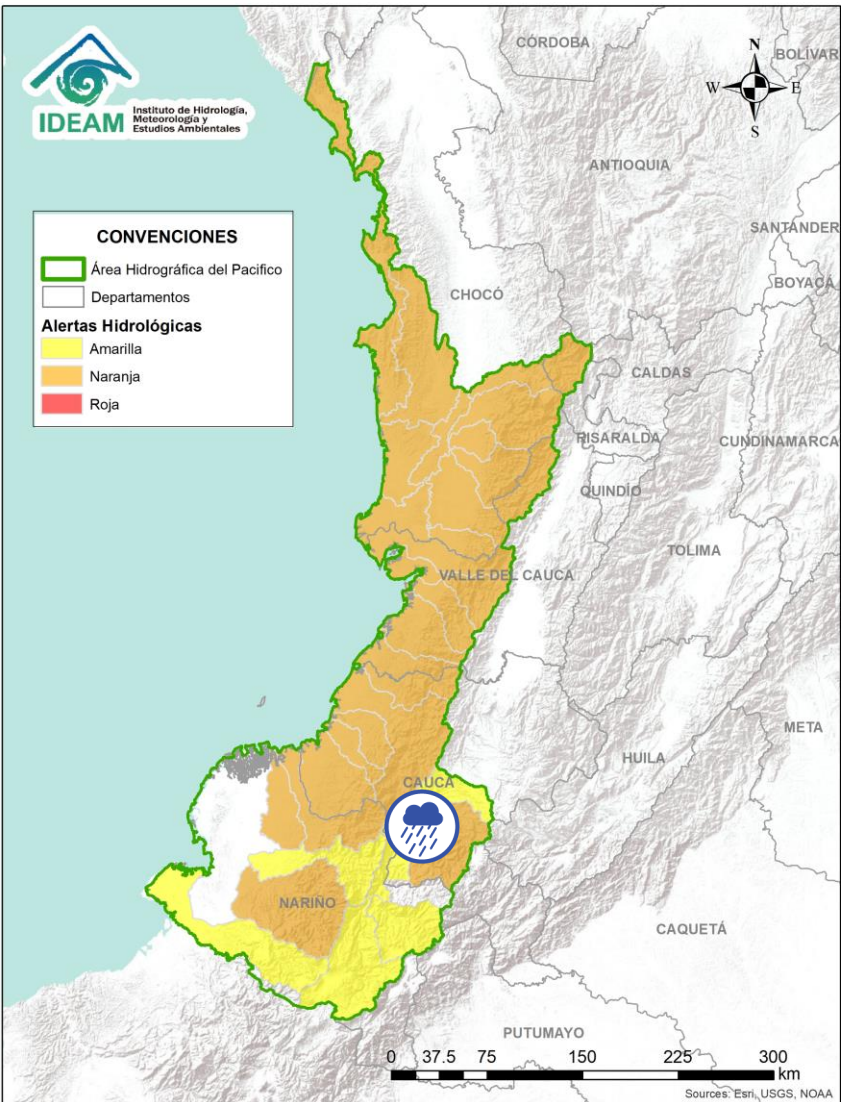 IDEAM
Instituto de Hidrología,
Meteorología y
Estudios Ambientales
N
W
E
S
CÓRDOBA
BOLÍVAR
ANTIOQUIA
SANTANDER
BOYACÁ
CHOCÓ
CONVENCIONES
Área Hidrográfica del Pacifico
Departamentos
Alertas Hidrológicas
Amarilla
Naranja
Roja
CALDAS
RISARALDA
CUNDINAMARCA
QUINDÍO
TOLIMA
VALLE DEL CAUCA
META
HUILA
CAUCA
NARIÑO
CAQUETÁ
PUTUMAYO
0 37.5 75 150 225 300
km
Sources: Esri, USGS, NOAA